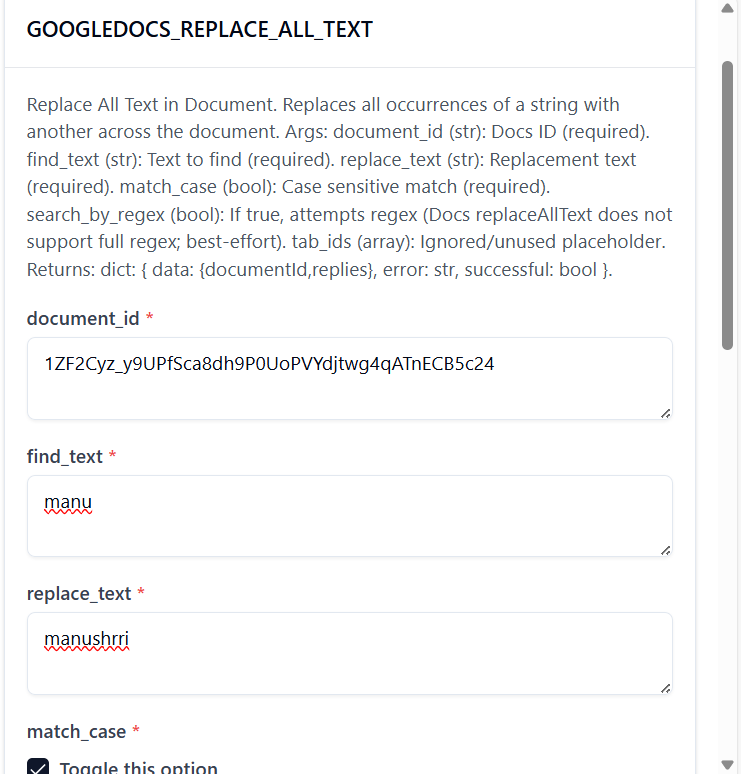 GOOGLEDOCS_REPLACE_ALL_TEXT
Replace All Text in Document. Replaces all occurrences of a string with
another across the document. Args: document_id (str): Docs ID (required).
find_text (str): Text to find (required). replace_text (str): Replacement text
(required). match_case (bool): Case sensitive match (required).
search_by_regex (bool): If true, attempts regex (Docs replaceAllText does not
support full regex; best-effort). tab_ids (array): Ignored/unused placeholder.
Returns: dict: { data: {documentId,replies}, error: str, successful: bool }.
document_id *
1ZF2Cyz_y9UPfSca8dh9P0UoPVYdjtwg4qATnECB5c24
find_text *
manu
replace_text *
manushrri
match_case *
Toggle this option